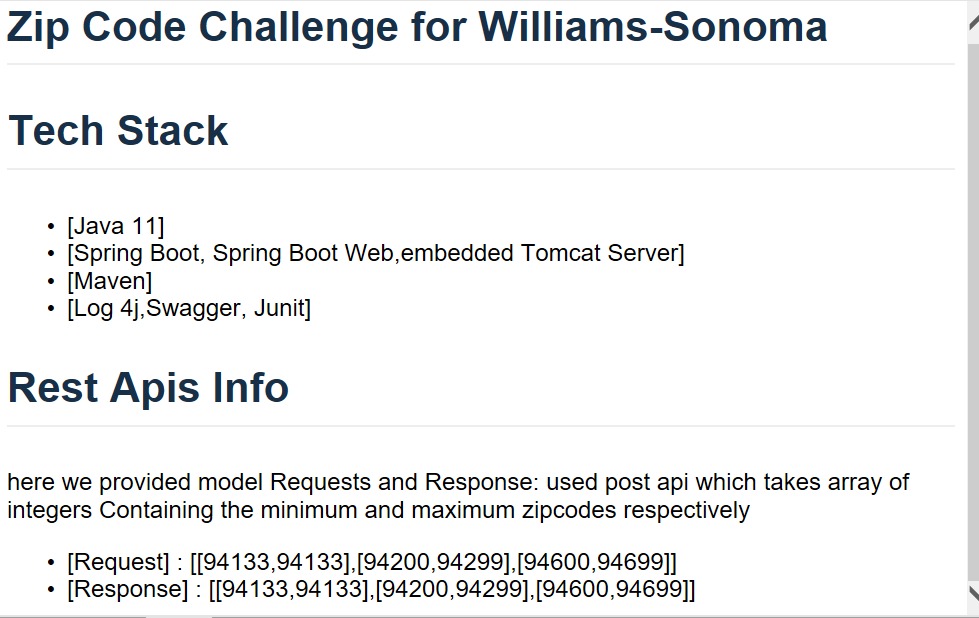 Zip Code Challenge for Williams-Sonoma
Tech Stack
• [Java 11]
• [Spring Boot, Spring Boot Web,embedded Tomcat Server]
• [Maven]
• [Log 4j,Swagger, Junit]
Rest Apis Info
here we provided model Requests and Response: used post api which takes array of
integers Containing the minimum and maximum zipcodes respectively
• [Request] : [[94133,94133],[94200,94299],[94600,94699]]
• [Response] : [[94133,94133],[94200,94299],[94600,94699]]